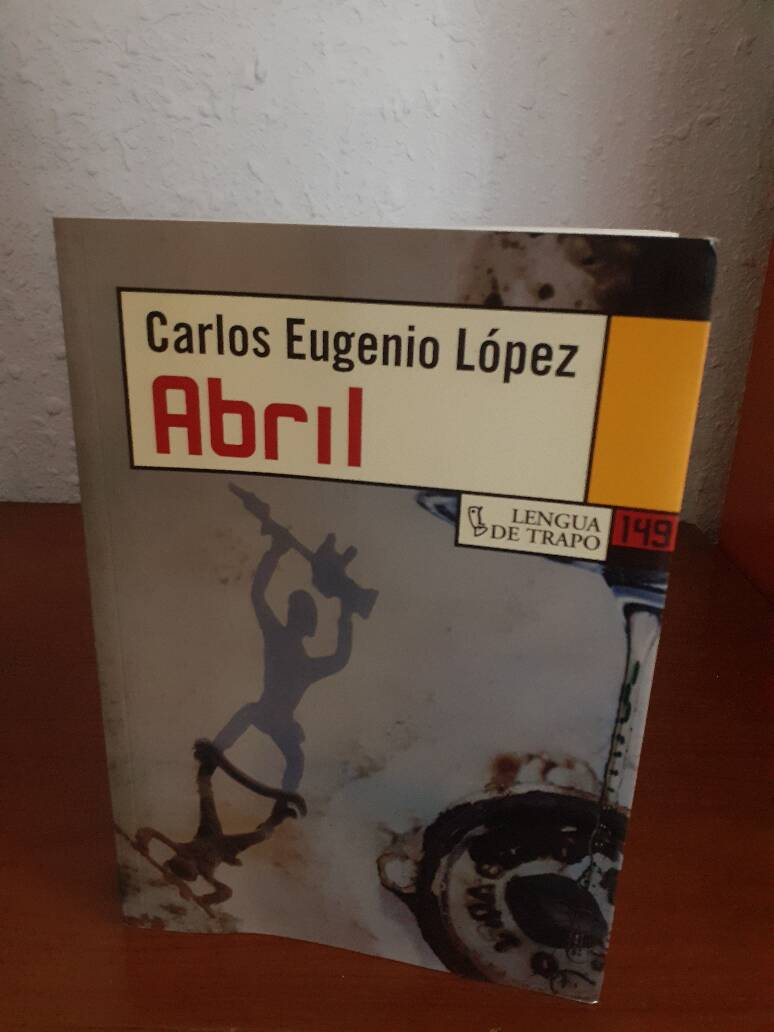 Carlos Eugenio López
Abril
LENGUA
DE TRAPO
149